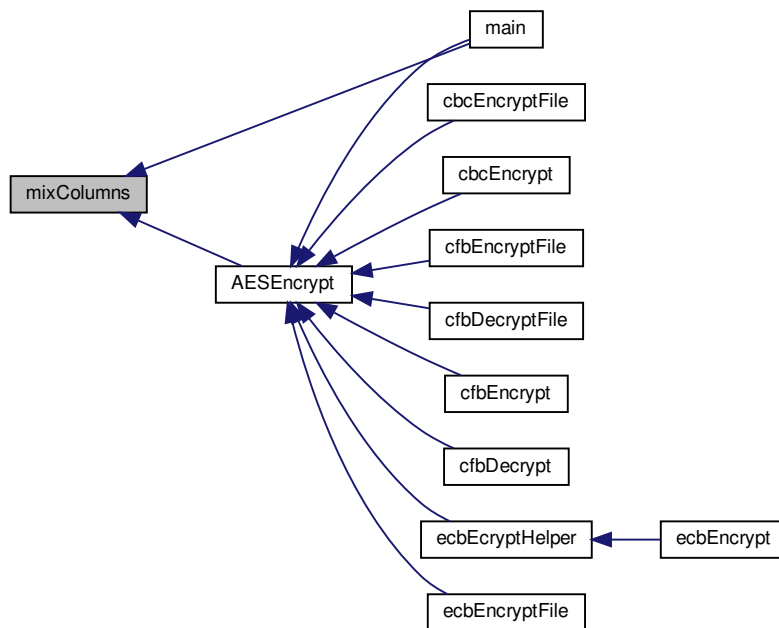 main
cbcEncryptFile
cbcEncrypt
mixColumns
cfbEncryptFile
AESEncrypt
cfbDecryptFile
cfbEncrypt
cfbDecrypt
ecbEcryptHelper
ecbEncrypt
ecbEncryptFile